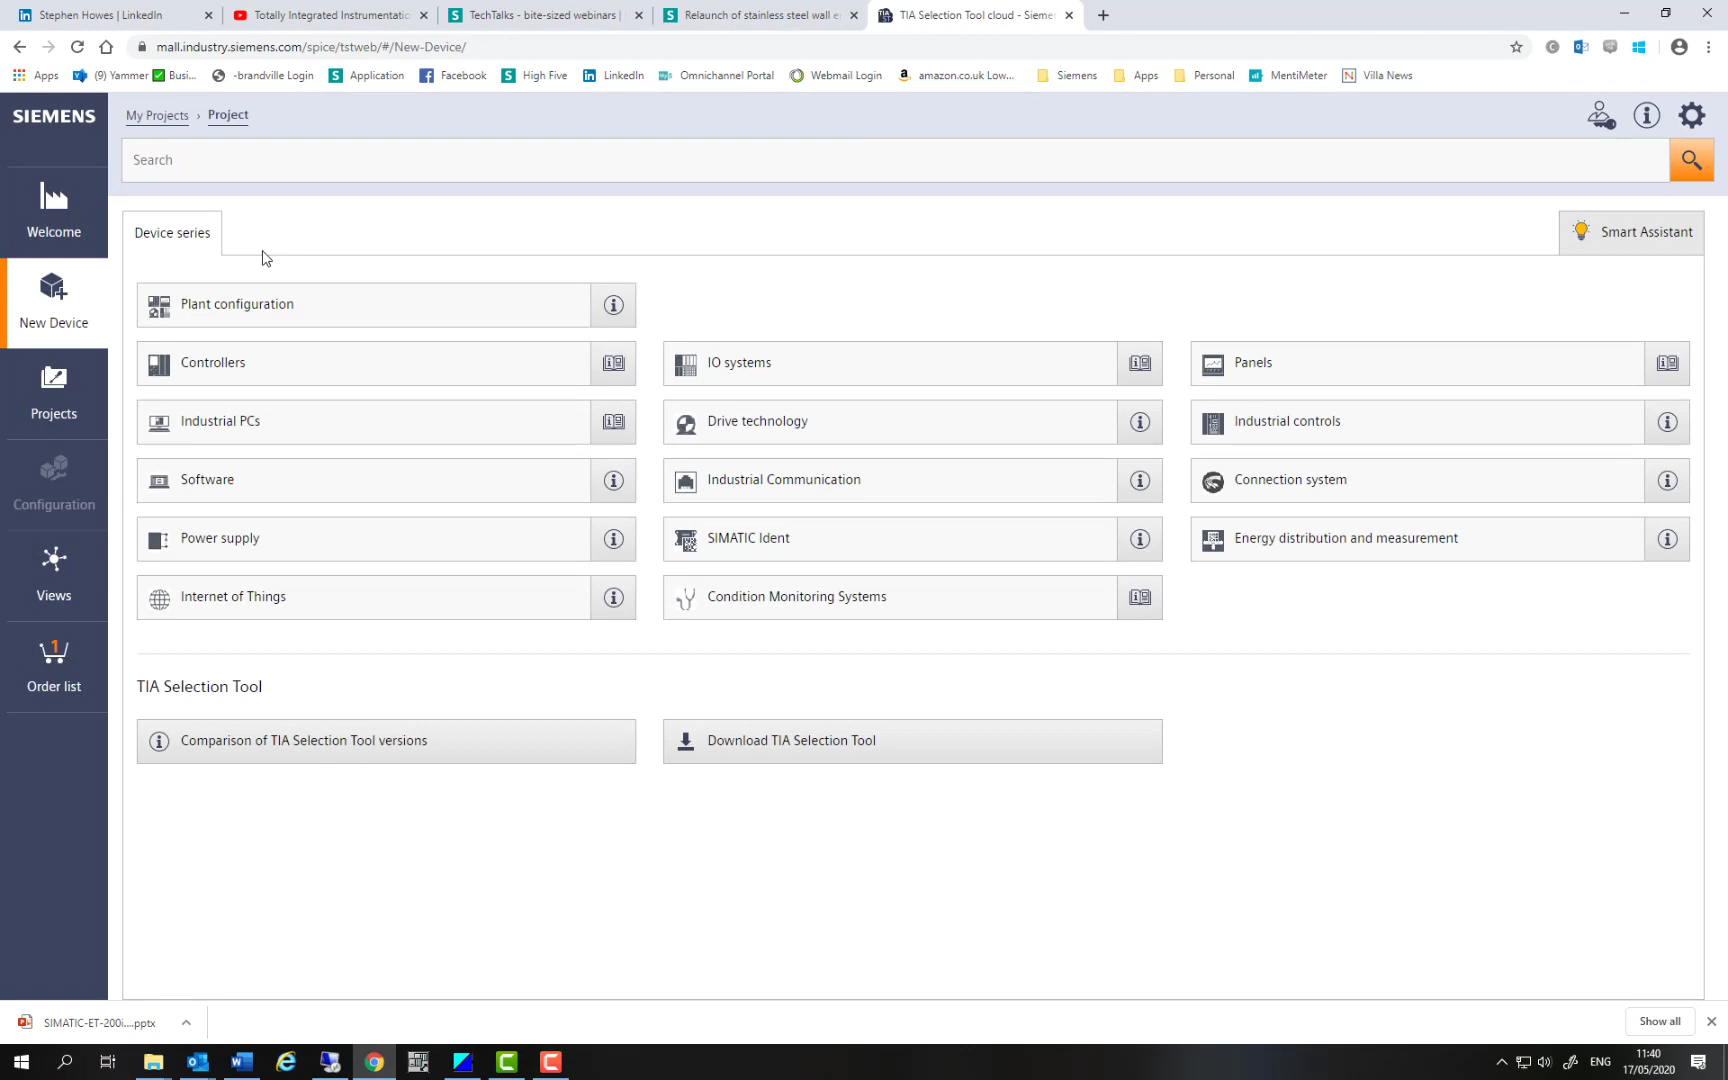 Stephen Howes | LinkedIn
Totally Integrated Instrumentatio
TechTalks - bite-sized webinars |
Relaunch of stainless steel wall e
TIA Selection Tool cloud - Sieme
mall.industry.siemens.com/spice/tstweb/#/New-Device/
Apps
(9) Yammer
Busi...
-brandville Login
Application
Facebook
High Five
LinkedIn
Omnichannel Portal
Webmail Login
amazon.co.uk Low...
Siemens
Apps
Personal
MentiMeter
Villa News
SIEMENS
My Projects › Project
Search
Welcome
New Device
Projects
Configuration
Views
1
Order list
Device series
Smart Assistant
Plant configuration
Controllers
IO systems
Panels
Industrial PCs
Drive technology
Industrial controls
Software
Industrial Communication
Connection system
Power supply
SIMATIC Ident
Energy distribution and measurement
Internet of Things
Condition Monitoring Systems
TIA Selection Tool
Comparison of TIA Selection Tool versions
Download TIA Selection Tool
SIMATIC-ET-200i....pptx
Show all
ENG
11:40
17/05/2020